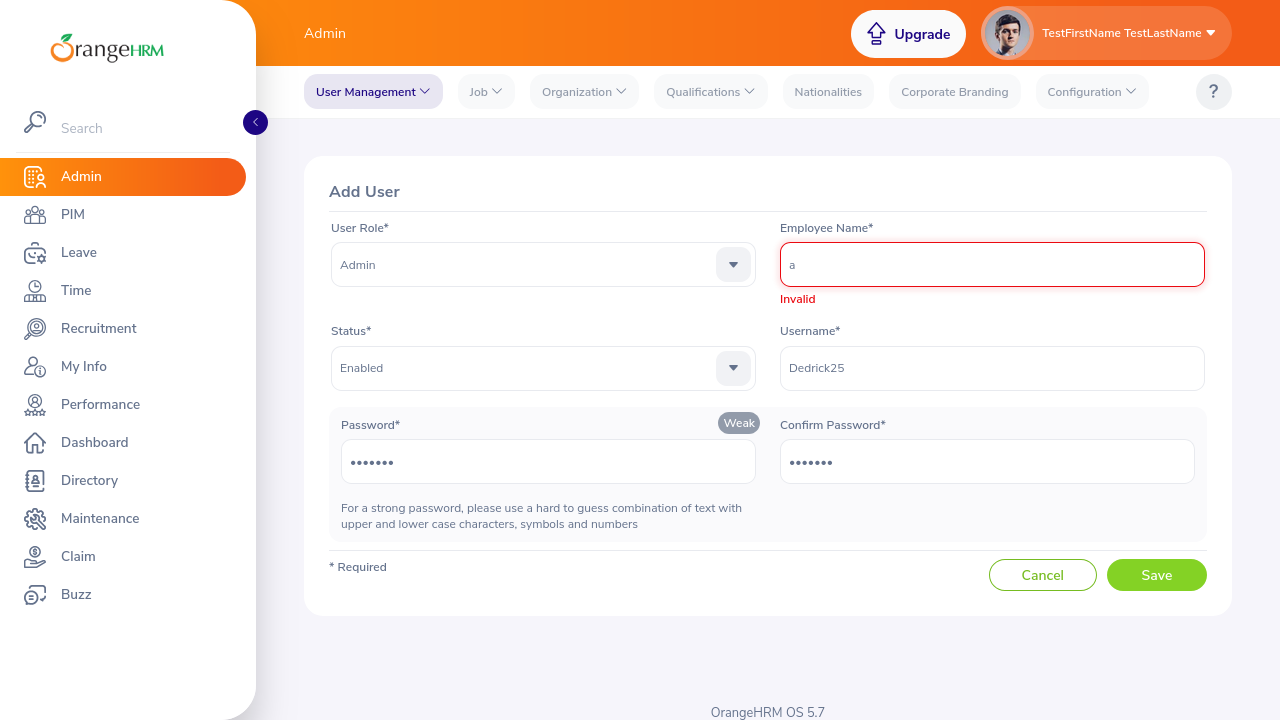 OrangeHRM
Admin
Upgrade
TestFirstName TestLastName
User Management
Job
Organization
Qualifications
Nationalities
Corporate Branding
Configuration
?
Search
Admin
PIM
Leave
Time
Recruitment
My Info
Performance
Dashboard
Directory
Maintenance
Claim
Buzz
Add User
User Role*
Employee Name*
Admin
a
Invalid
Status*
Username*
Enabled
Dedrick25
Password*
Weak
Confirm Password*
•••••••
•••••••
For a strong password, please use a hard to guess combination of text with
upper and lower case characters, symbols and numbers
* Required
Cancel
Save
OrangeHRM OS 5.7